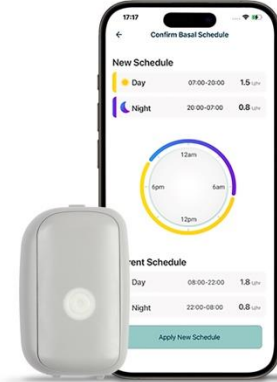 17:17
Confirm Basal Schedule
New Schedule
Day 07:00-20:00 1.5 U/hr
Night 20:00-07:00 0.8 U/hr
12am
6pm 6am
12pm
rent Schedule
Day 08:00-22:00 1.8 U/hr
Night 22:00-08:00 0.8 U/hr
Apply New Schedule